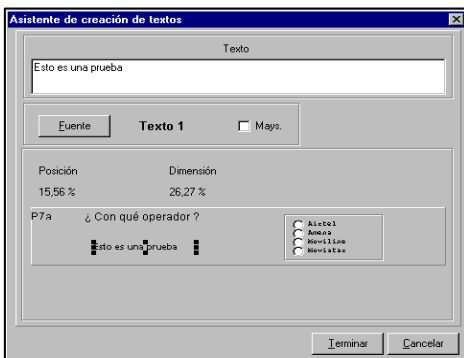 Asistente de creación de textos
Texto
Esto es una prueba
Fuente
Texto 1
Mays.
Posición
Dimensión
15,56 %
26,27 %
P7a
¿ Con qué operador ?
Airtel
Amena
Moviline
Movistar
Esto es una prueba
Terminar
Cancelar